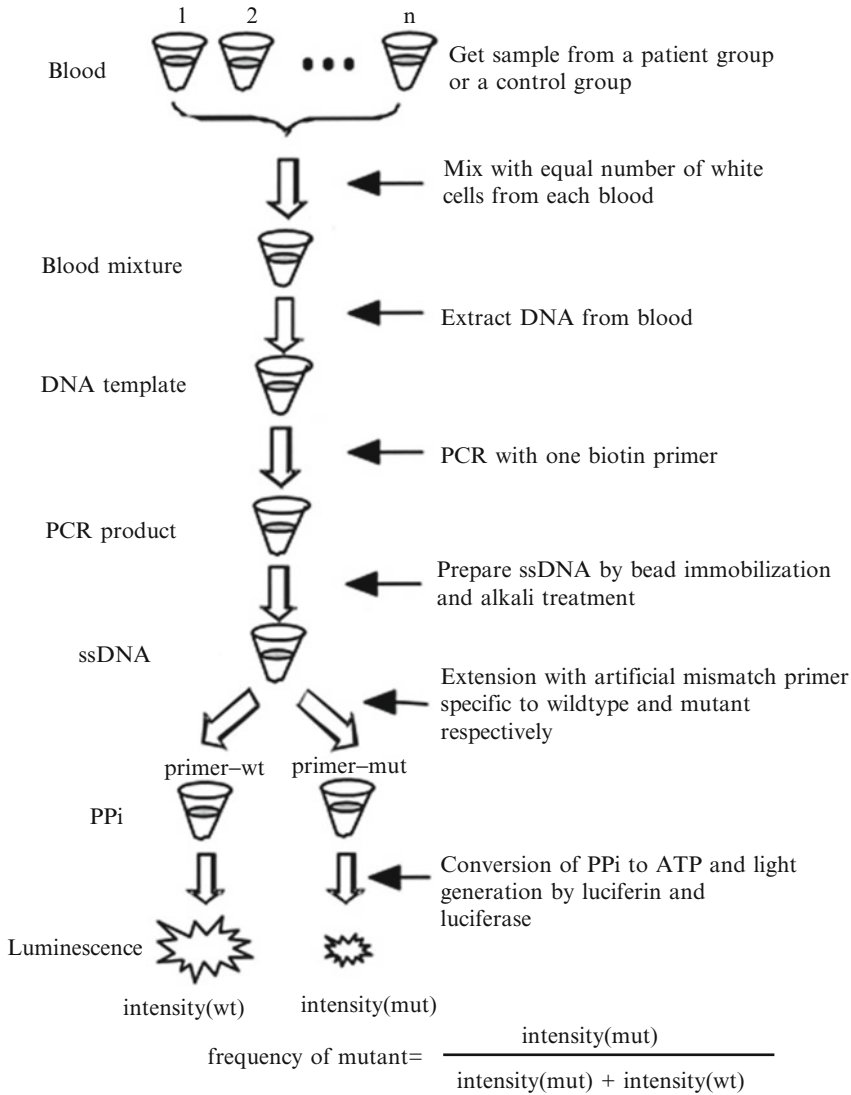 1 2 n
Blood
Get sample from a patient group
or a control group
Mix with equal number of white
cells from each blood
Blood mixture
Extract DNA from blood
DNA template
PCR with one biotin primer
PCR product
Prepare ssDNA by bead immobilization
and alkali treatment
ssDNA
Extension with artificial mismatch primer
specific to wildtype and mutant
respectively
primer–wt primer–mut
PPi
Conversion of PPi to ATP and light
generation by luciferin and
luciferase
Luminescence
intensity(wt) intensity(mut)
frequency of mutant=
intensity(mut)
intensity(mut) + intensity(wt)